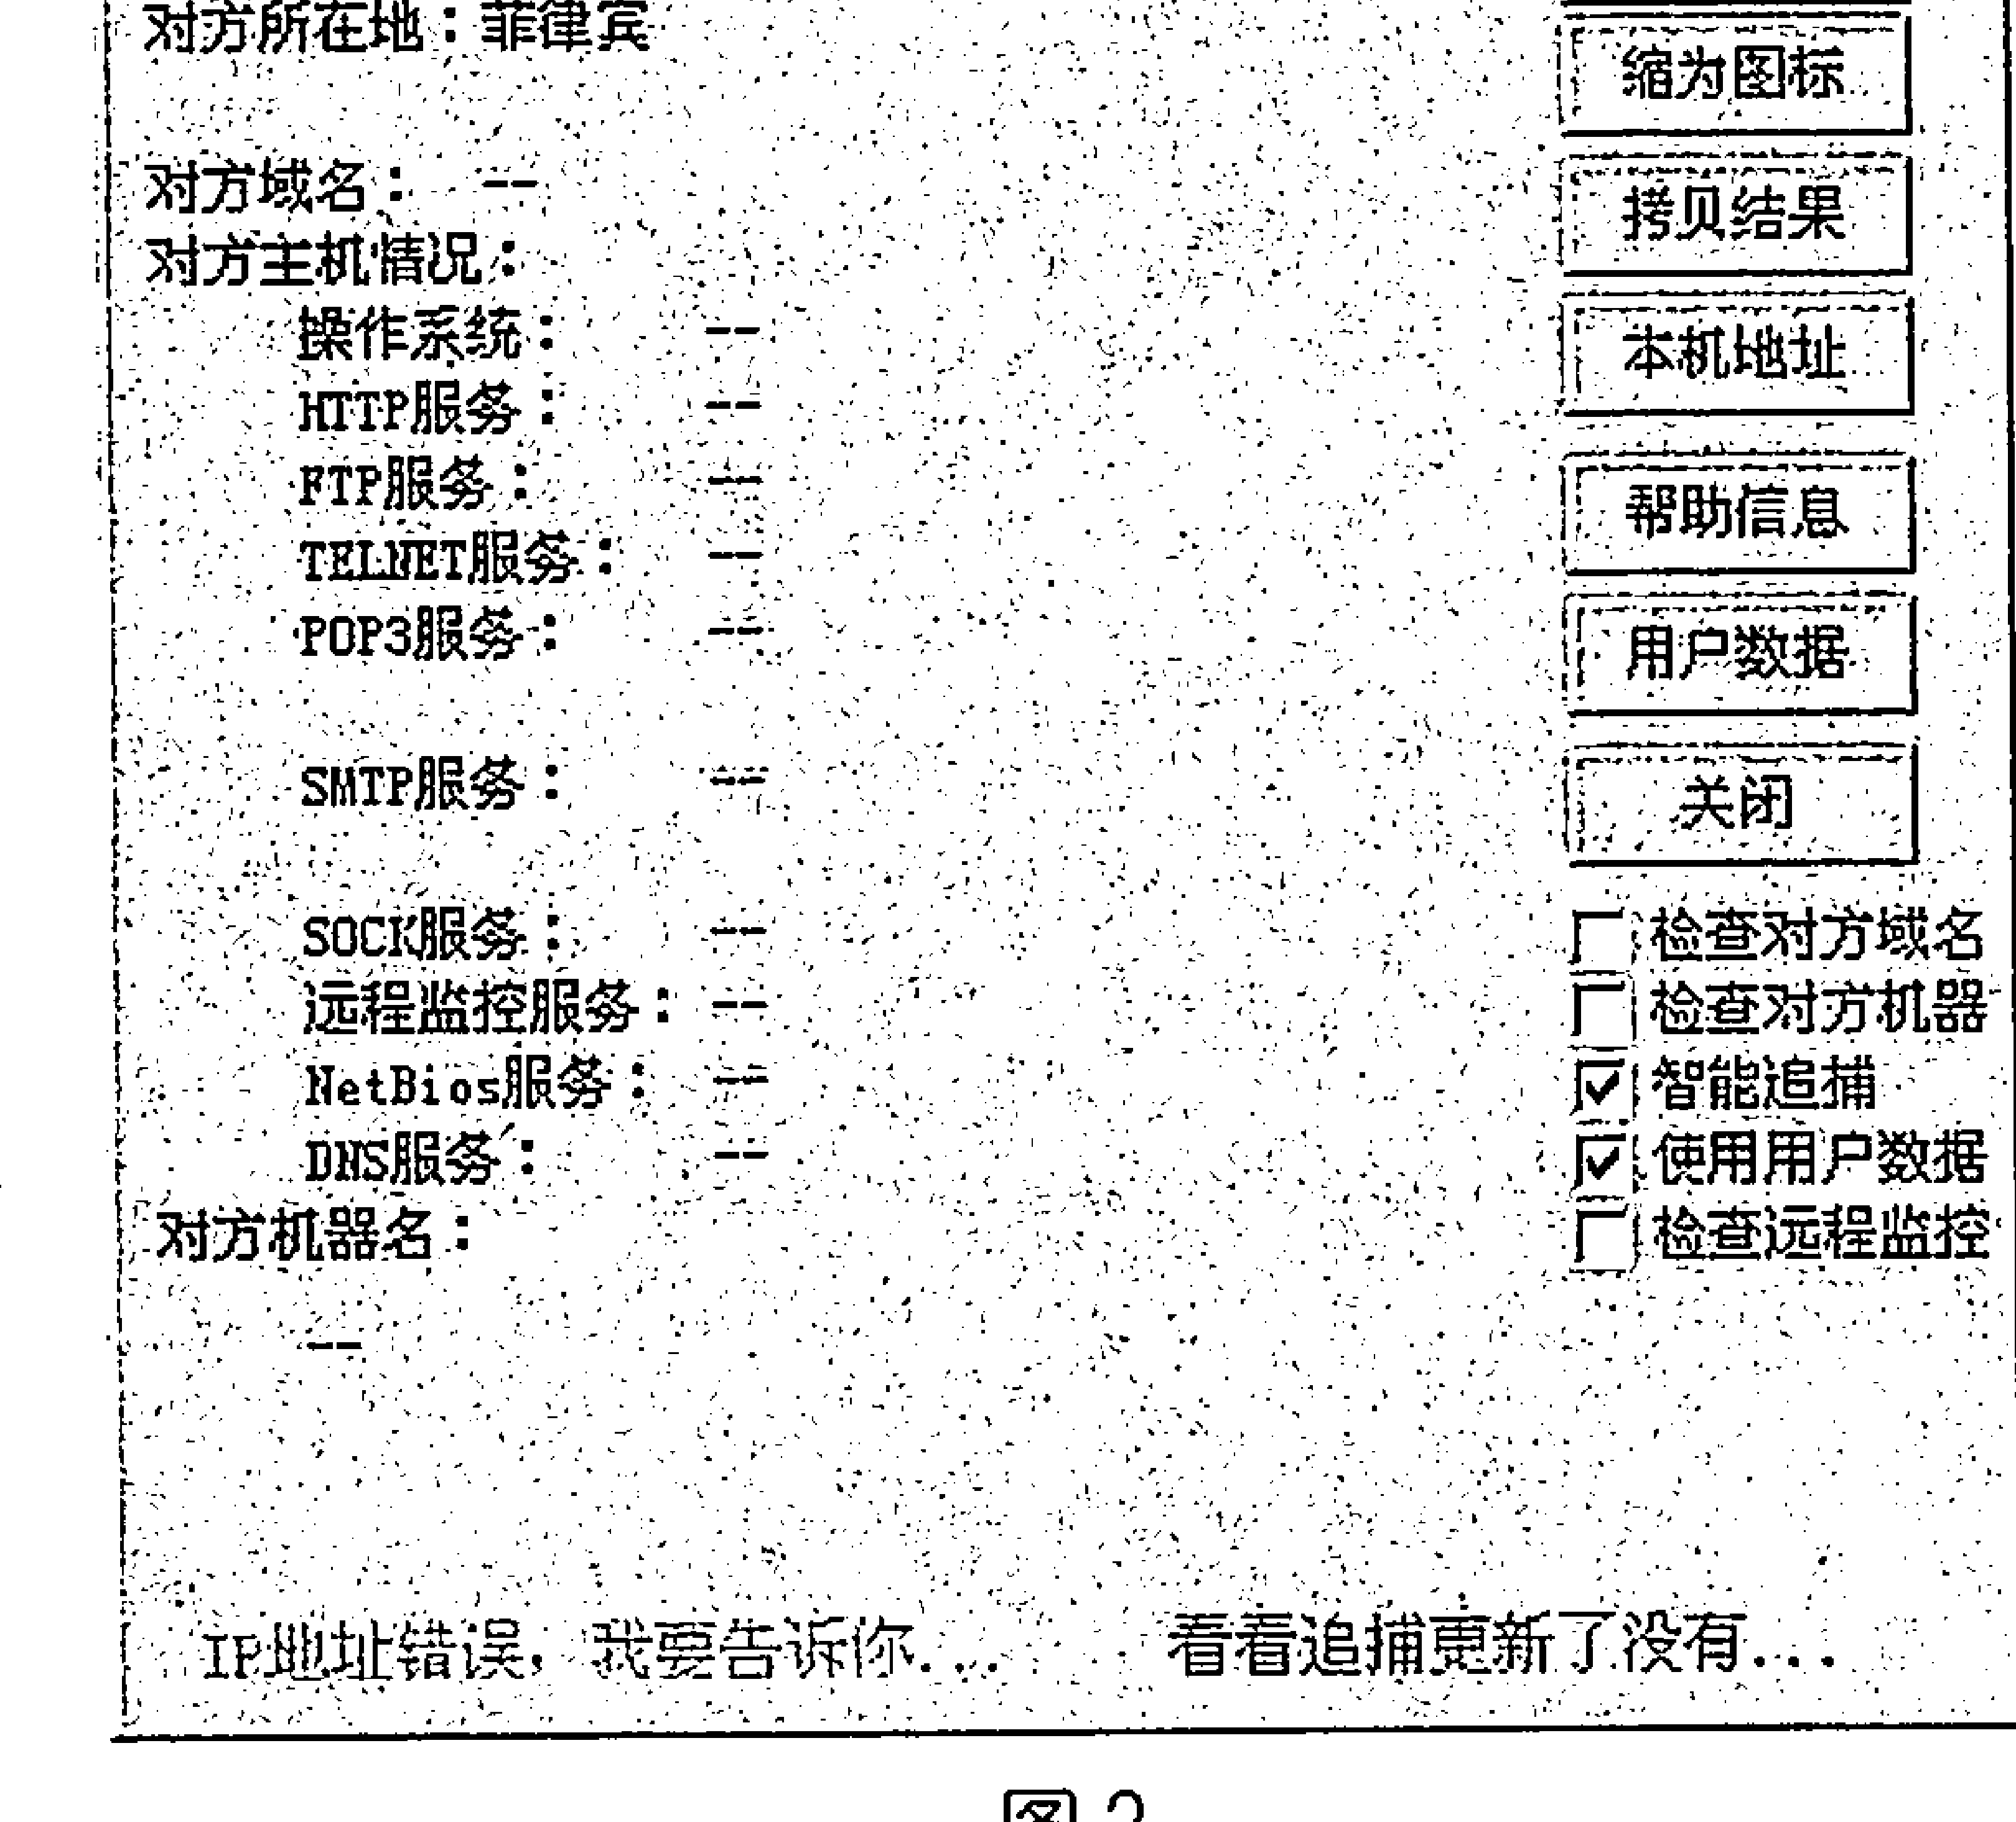 对方所在地：菲律宾
对方域名： --
对方主机情况：
操作系统： --
HTTP服务： --
FTP服务： --
TELNET服务： --
POP3服务： --
SMTP服务： --
SOCK服务： --
远程监控服务： --
NetBios服务： --
DNS服务： --
对方机器名：
--
缩为图标
拷贝结果
本机地址
帮助信息
用户数据
关闭
检查对方域名
检查对方机器
智能追捕
使用用户数据
检查远程监控
IP地址错误，我要告诉你...
看看追捕更新了没有...